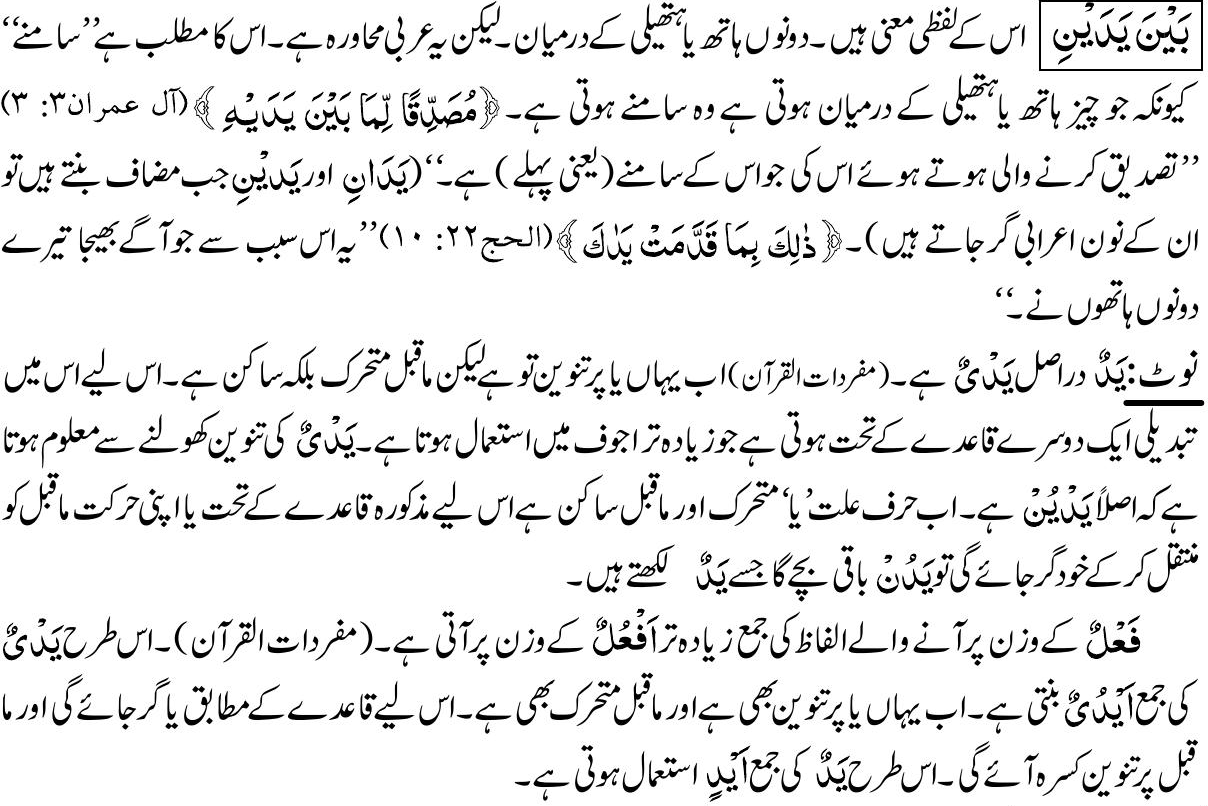 بَيْنَ يَدَيْنِ اس کے لفظی معنی ہیں۔ دونوں ہاتھ یا ہتھیلی کے درمیان۔ لیکن یہ عربی محاورہ ہے۔ اس کا مطلب ہے ’’سامنے‘‘
کیونکہ جو چیز ہاتھ یا ہتھیلی کے درمیان ہوتی ہے وہ سامنے ہوتی ہے۔ ﴿مُصَدِّقًا لِّمَا بَيْنَ يَدَيْهِ﴾ (آل عمران٣: ٣)
’’تصدیق کرنے والی ہوتے ہوئے اس کی جو اس کے سامنے (یعنی پہلے) ہے۔‘‘ (يَدَانِ اور يَدَيْنِ جب مضاف بنتے ہیں تو
ان کے نون اعرابی گر جاتے ہیں)۔ ﴿ذٰلِكَ بِمَا قَدَّمَتْ يَدٰكَ﴾ (الحج٢٢: ١٠) ’’یہ اس سبب سے جو آگے بھیجا تیرے
دونوں ہاتھوں نے۔‘‘
نوٹ: يَدٌ دراصل يَدْىٌ ہے۔ (مفردات القرآن) اب یہاں یا پر تنوین تو ہے لیکن ماقبل متحرک بلکہ ساکن ہے۔ اس لیے اس میں
تبدیلی ایک دوسرے قاعدے کے تحت ہوتی ہے جو زیادہ تر اجوف میں استعمال ہوتا ہے۔ يَدْىٌ کی تنوین کھولنے سے معلوم ہوتا
ہے کہ اصلاً يَدْيُنْ ہے۔ اب حرف علت ’یا‘ متحرک اور ماقبل ساکن ہے اس لیے مذکورہ قاعدے کے تحت یا اپنی حرکت ماقبل کو
منتقل کر کے خود گر جائے گی تو يَدُنْ باقی بچے گا جسے يَدٌ لکھتے ہیں۔
فَعْلٌ کے وزن پر آنے والے الفاظ کی جمع زیادہ تر اَفْعُلٌ کے وزن پر آتی ہے۔ (مفردات القرآن)۔ اس طرح يَدْىٌ
کی جمع اَيْدُىٌ بنتی ہے۔ اب یہاں یا پر تنوین بھی ہے اور ماقبل متحرک بھی ہے۔ اس لیے قاعدے کے مطابق یا گر جائے گی اور ما
قبل پر تنوین کسرہ آئے گی۔ اس طرح يَدٌ کی جمع اَيْدٍ استعمال ہوتی ہے۔